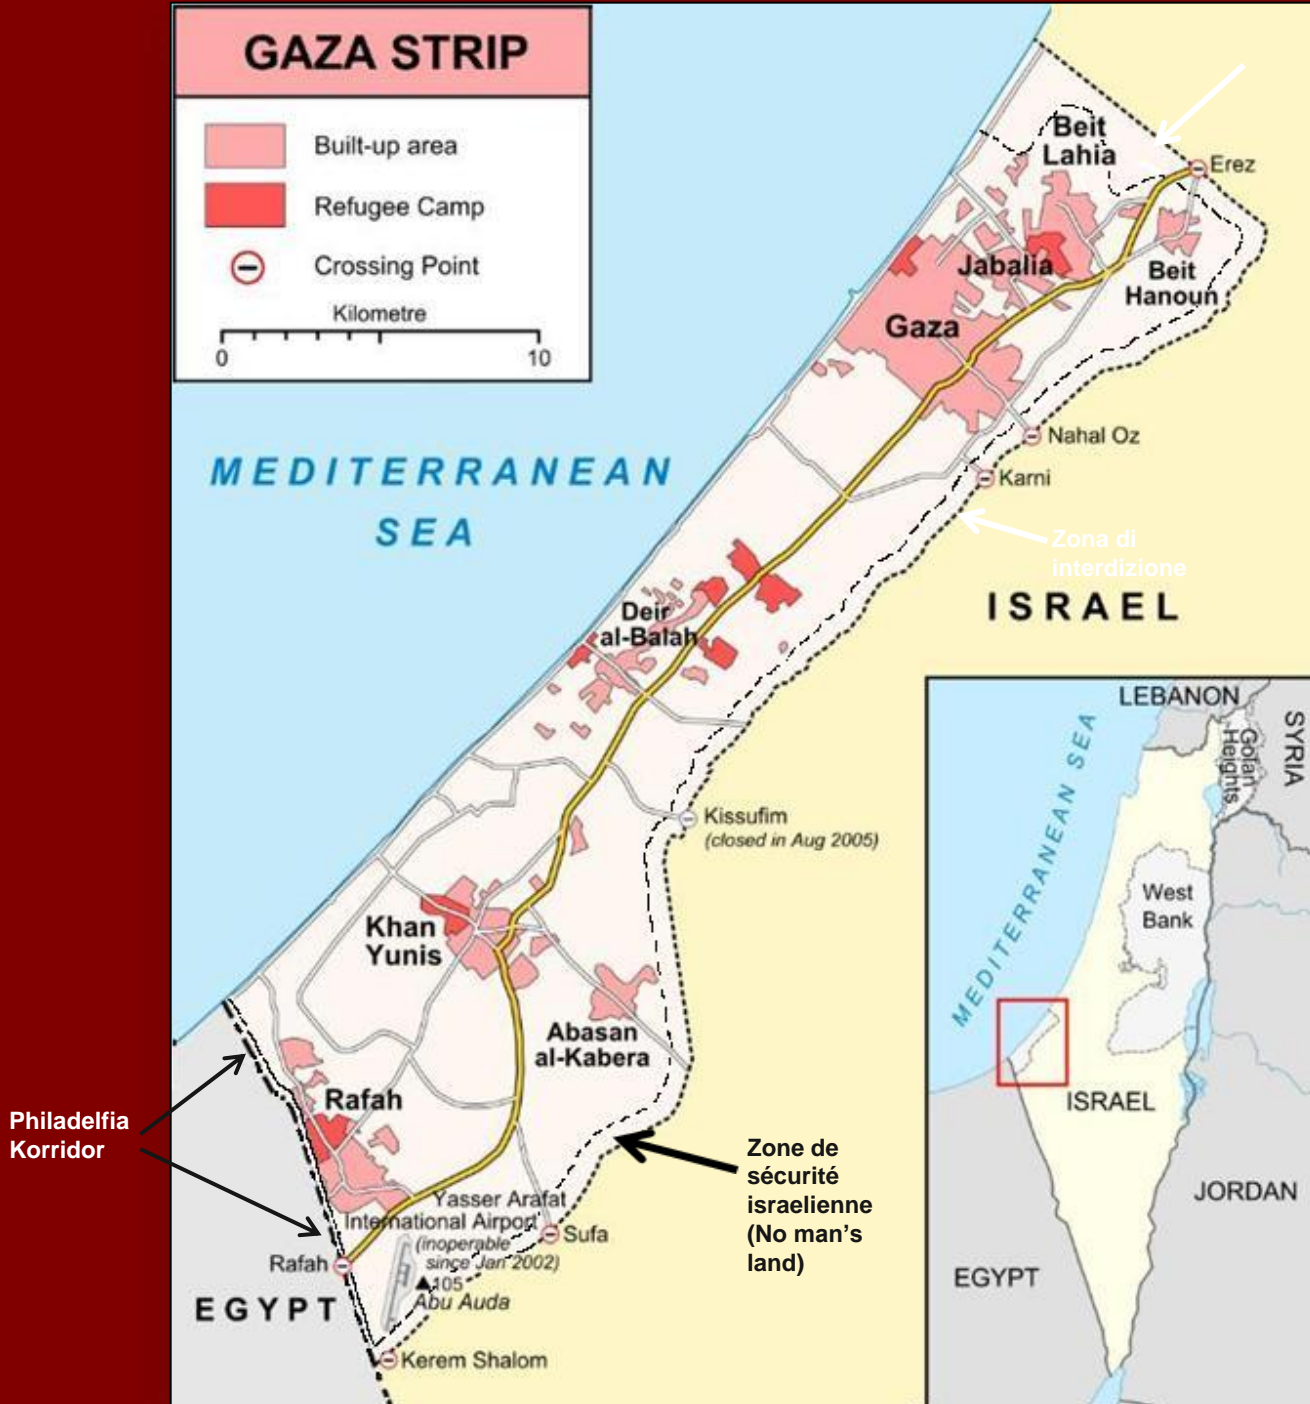 GAZA STRIP
Built-up area
Refugee Camp
Crossing Point
Kilometre
0 10
MEDITERRANEAN
SEA
Beit
Lahia
Erez
Jabalia
Beit
Hanoun
Gaza
Nahal Oz
Karni
Zona di
interdizione
ISRAEL
Deir
al-Balah
Kissufim
(closed in Aug 2005)
Khan
Yunis
Abasan
al-Kabera
Rafah
Philadelfia
Korridor
Zone de
sécurité
israelienne
(No man's
land)
Yasser Arafat
International Airport
(inoperable
since Jan 2002)
Sufa
Rafah
105
Abu Auda
EGYPT
Kerem Shalom
LEBANON
SYRIA
Golan
Heights
MEDITERRANEAN SEA
West
Bank
ISRAEL
JORDAN
EGYPT